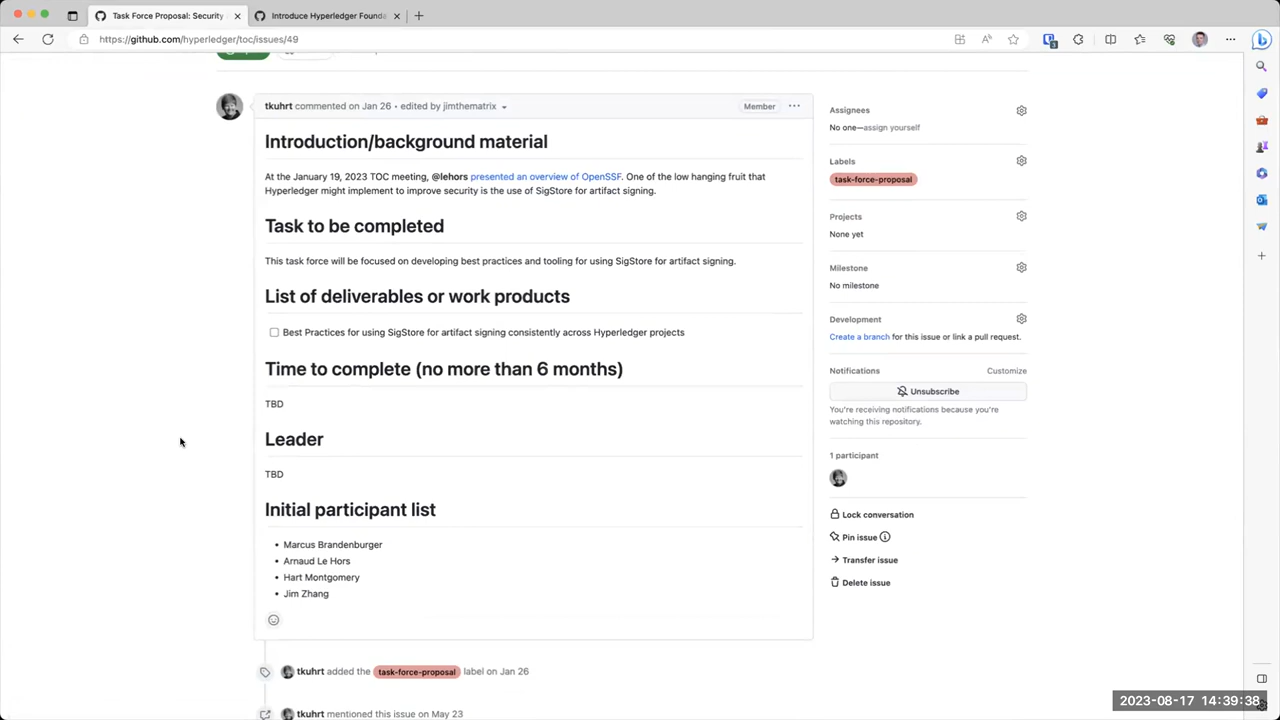 Task Force Proposal: Security
Introduce Hyperledger Founda
https://github.com/hyperledger/toc/issues/49
tkuhrt commented on Jan 26 • edited by jimthematrix
Member
Introduction/background material
At the January 19, 2023 TOC meeting, @lehors presented an overview of OpenSSF. One of the low hanging fruit that
Hyperledger might implement to improve security is the use of SigStore for artifact signing.
Task to be completed
This task force will be focused on developing best practices and tooling for using SigStore for artifact signing.
List of deliverables or work products
Best Practices for using SigStore for artifact signing consistently across Hyperledger projects
Time to complete (no more than 6 months)
TBD
Leader
TBD
Initial participant list
• Marcus Brandenburger
• Arnaud Le Hors
• Hart Montgomery
• Jim Zhang
tkuhrt added the task-force-proposal label on Jan 26
tkuhrt mentioned this issue on May 23
Assignees
No one—assign yourself
Labels
task-force-proposal
Projects
None yet
Milestone
No milestone
Development
Create a branch for this issue or link a pull request.
Notifications
Customize
Unsubscribe
You're receiving notifications because you're
watching this repository.
1 participant
Lock conversation
Pin issue
Transfer issue
Delete issue
2023-08-17 14:39:38